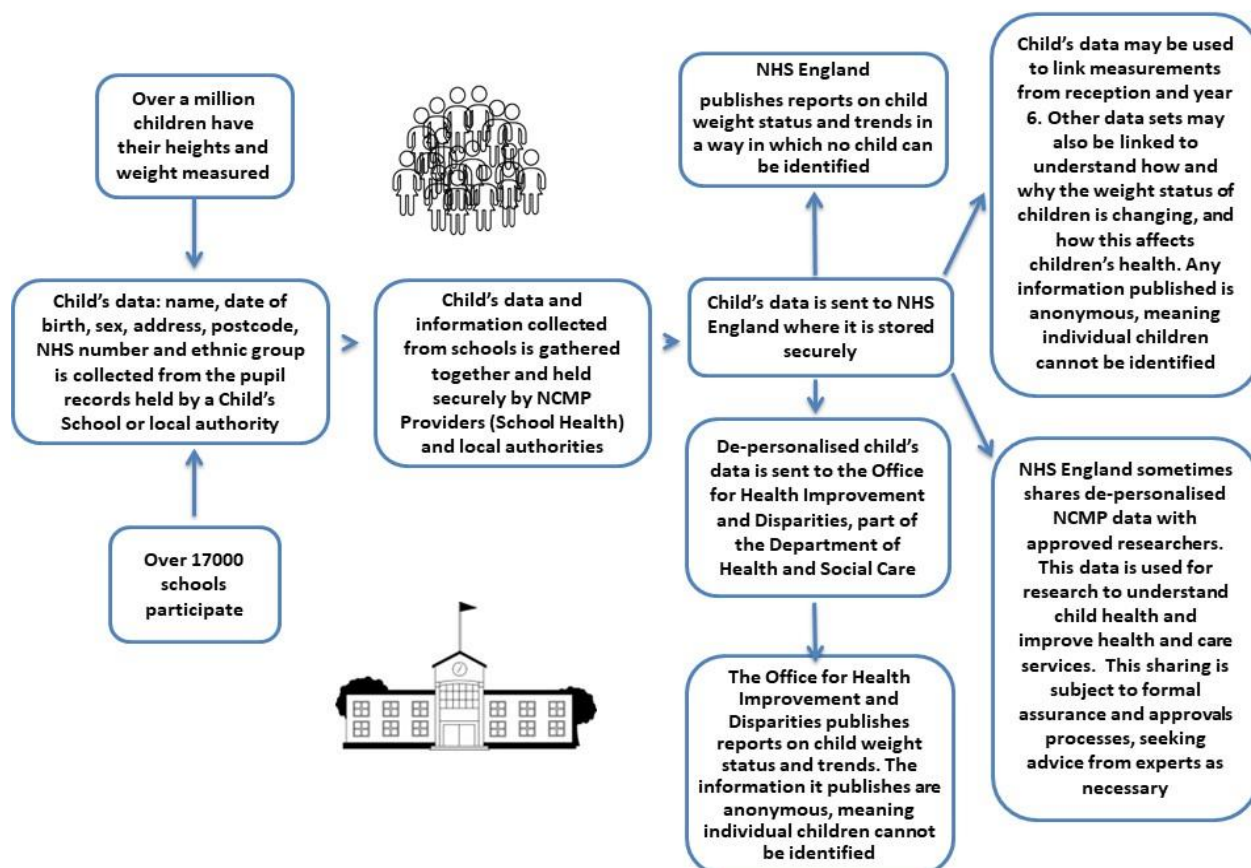 Over a million
children have
their heights and
weight measured
Child's data: name, date of
birth, sex, address, postcode,
NHS number and ethnic group
is collected from the pupil
records held by a Child's
School or local authority
Over 17000
schools
participate
Child's data and
information collected
from schools is gathered
together and held
securely by NCMP
Providers (School Health)
and local authorities
NHS England
publishes reports on child
weight status and trends in
a way in which no child can
be identified
Child's data is sent to NHS
England where it is stored
securely
De-personalised child's
data is sent to the Office
for Health Improvement
and Disparities, part of
the Department of
Health and Social Care
The Office for Health
Improvement and
Disparities publishes
reports on child weight
status and trends. The
information it publishes are
anonymous, meaning
individual children cannot
be identified
Child's data may be used
to link measurements
from reception and year
6. Other data sets may
also be linked to
understand how and
why the weight status of
children is changing, and
how this affects
children's health. Any
information published is
anonymous, meaning
individual children
cannot be identified
NHS England sometimes
shares de-personalised
NCMP data with
approved researchers.
This data is used for
research to understand
child health and
improve health and care
services.  This sharing is
subject to formal
assurance and approvals
processes, seeking
advice from experts as
necessary